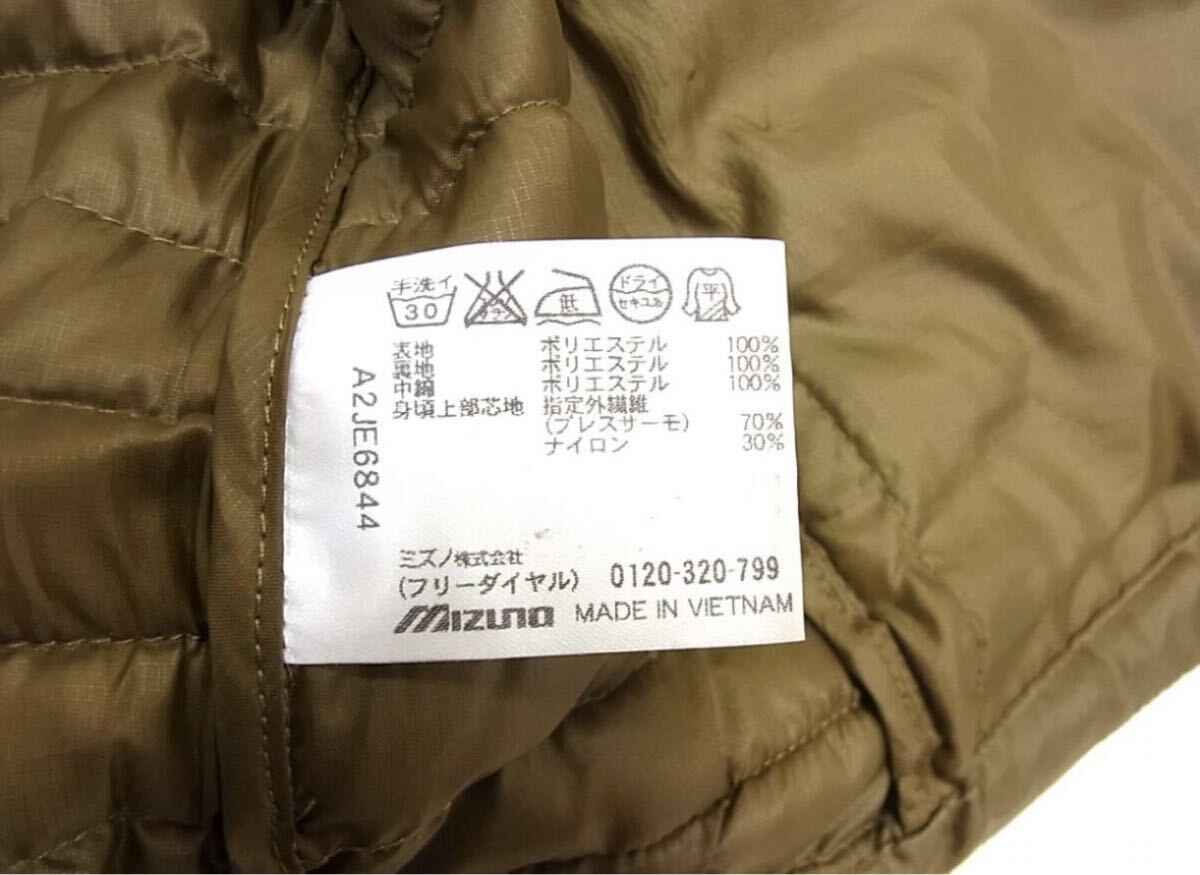 手洗イ 30 低 ドライ セキユ系 平
表地 ポリエステル 100%
裏地 ポリエステル 100%
中綿 ポリエステル 100%
身頃上部芯地 指定外繊維
(ブレスサーモ) 70%
ナイロン 30%
A2JE6844
ミズノ株式会社
(フリーダイヤル) 0120-320-799
MIZUNO MADE IN VIETNAM